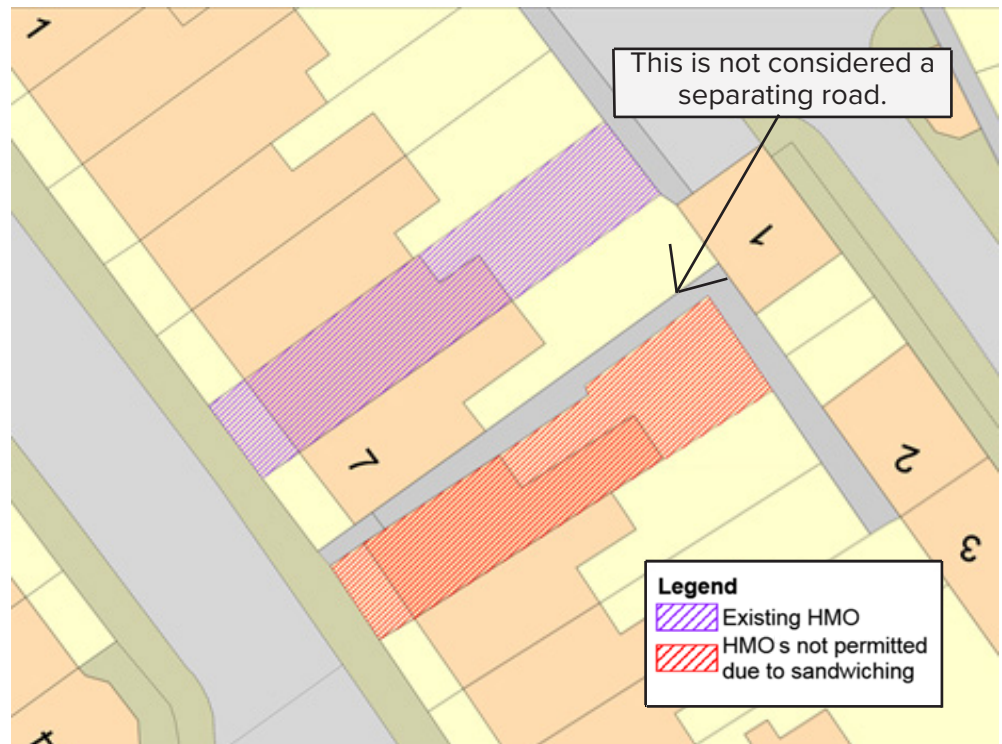 1
This is not considered a
separating road.
1
7
2
3
4
Legend
Existing HMO
HMO s not permitted
due to sandwiching